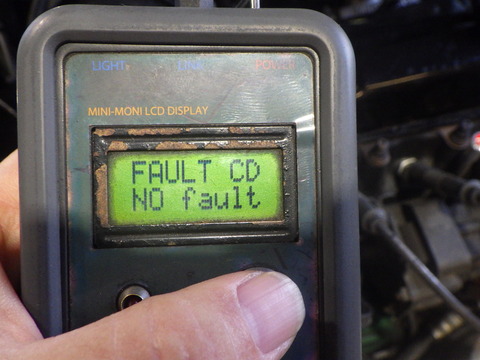 LIGHT
POWER
MINI-MONI LCD DISPLAY
FAULT CD
NO fault